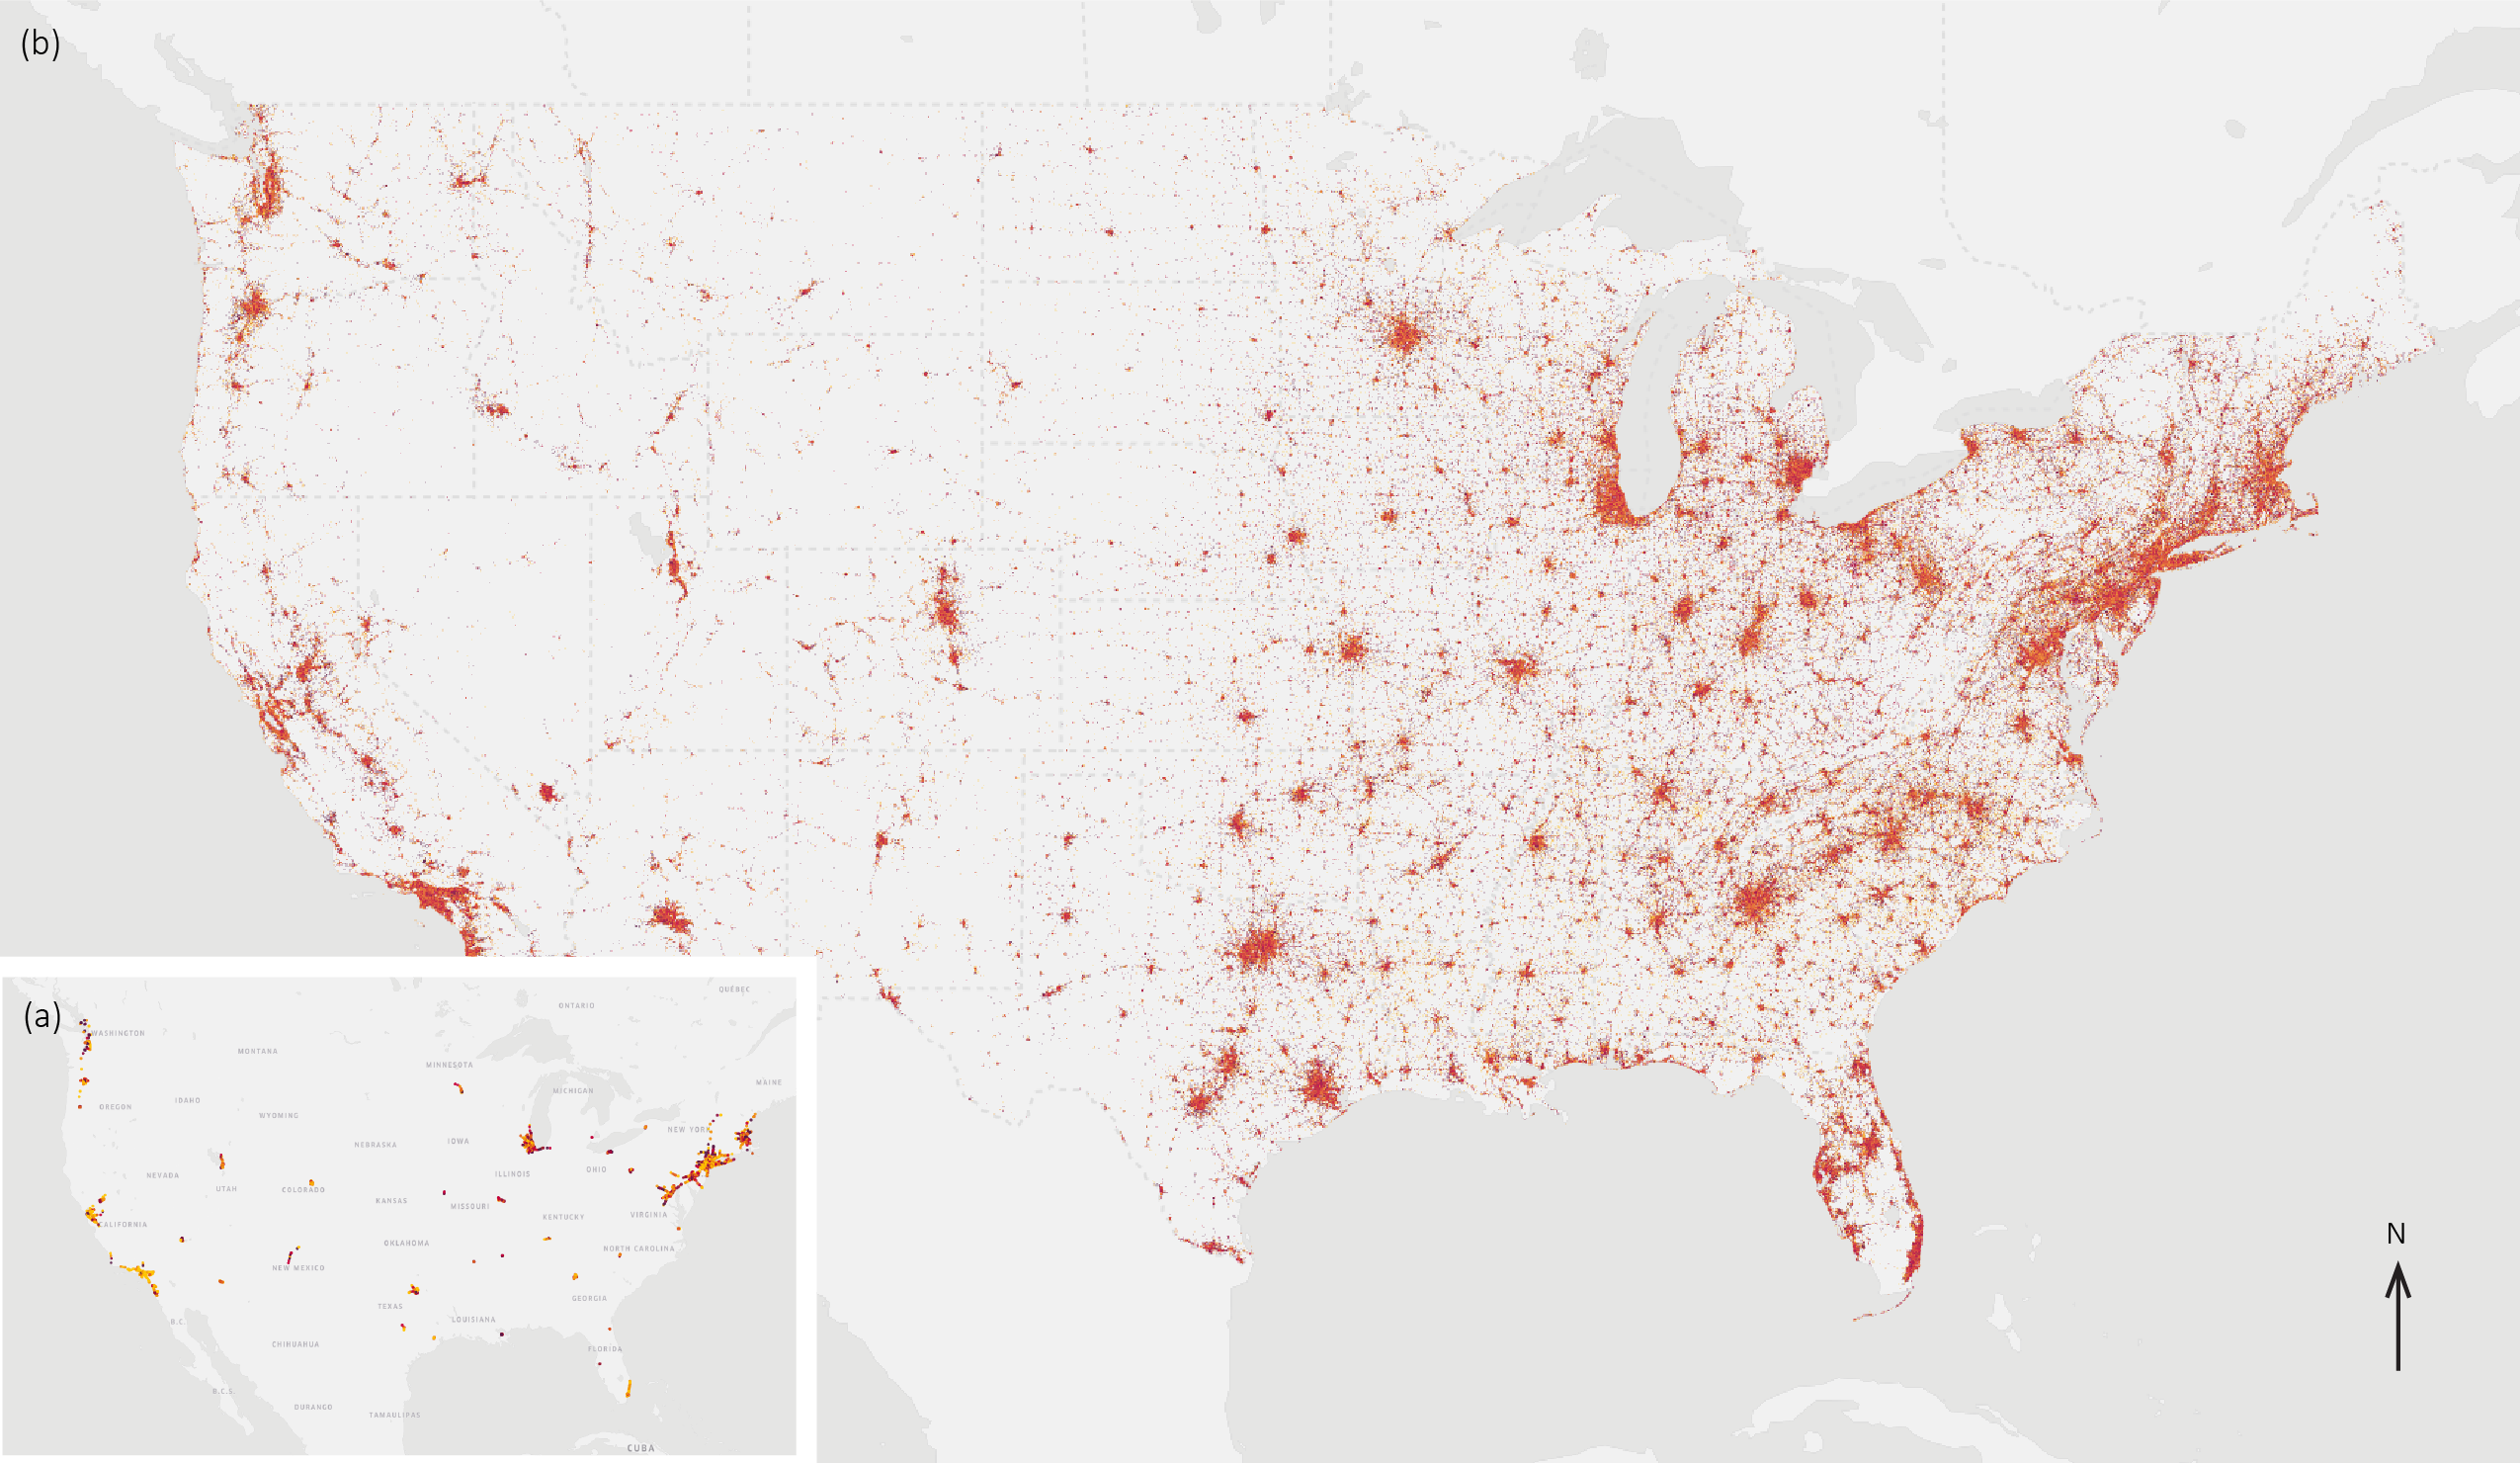 (b)
N
(a)
QUÉBEC
ONTARIO
WASHINGTON
MONTANA
MINNESOTA
MAINE
MICHIGAN
IDAHO
OREGON
WYOMING
NEW YORK
IOWA
NEBRASKA
OHIO
ILLINOIS
NEVADA
UTAH
COLORADO
KANSAS
MISSOURI
VIRGINIA
KENTUCKY
CALIFORNIA
OKLAHOMA
NORTH CAROLINA
NEW MEXICO
GEORGIA
TEXAS
LOUISIANA
B.C.
CHIHUAHUA
FLORIDA
B.C.S.
DURANGO
TAMAULIPAS
CUBA